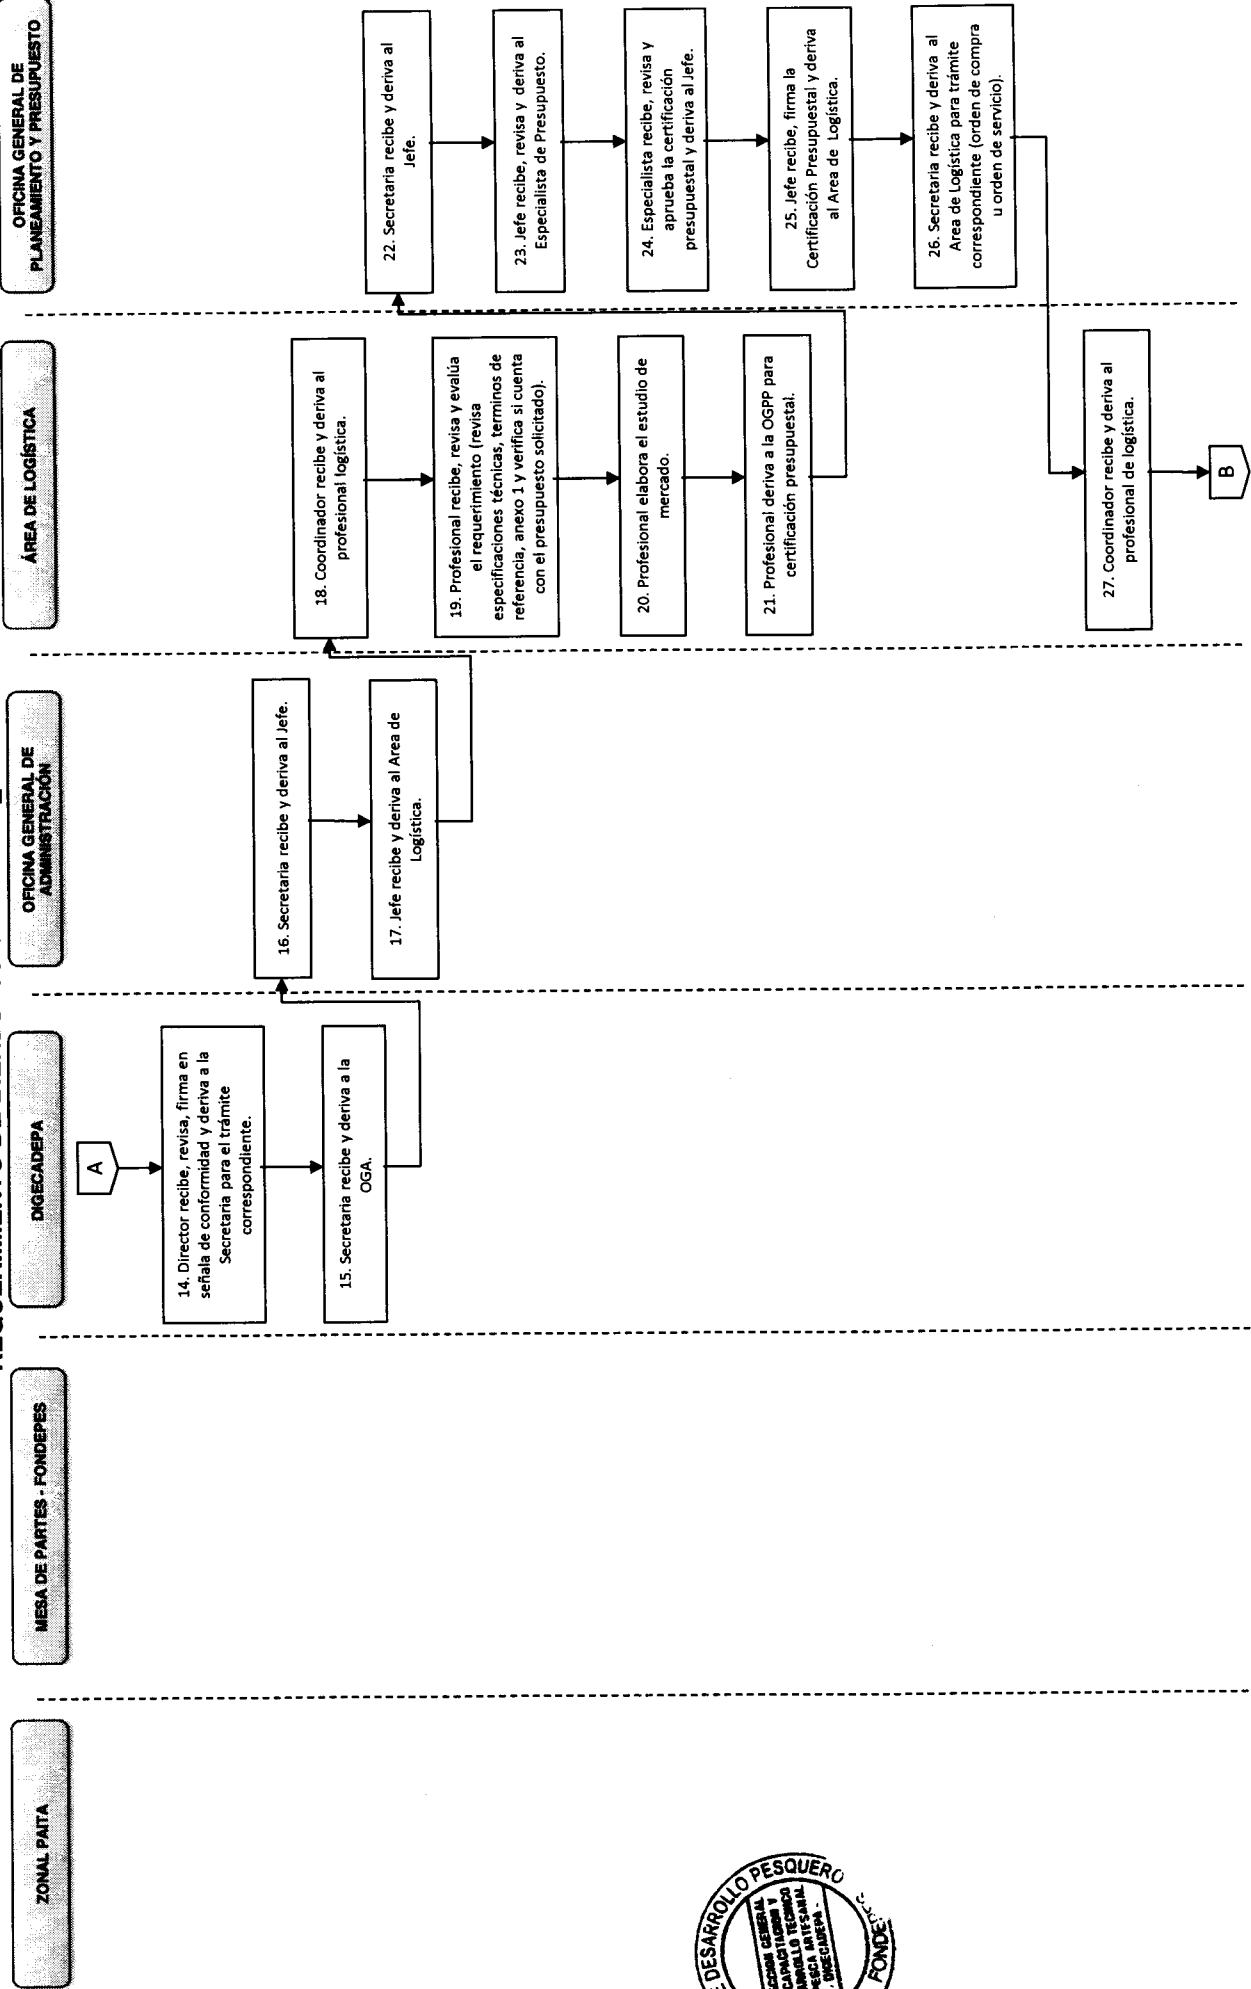 ZONAL PAITA
MESA DE PARTES - FONDEPES
DIGECADEPA
OFICINA GENERAL DE
ADMINISTRACIÓN
ÁREA DE LOGÍSTICA
OFICINA GENERAL DE
PLANEAMIENTO Y PRESUPUESTO
A
14. Director recibe, revisa, firma en
señala de conformidad y deriva a la
Secretaria para el trámite
correspondiente.
15. Secretaria recibe y deriva a la
OGA.
16. Secretaria recibe y deriva al Jefe.
17. Jefe recibe y deriva al Area de
Logística.
18. Coordinador recibe y deriva al
profesional logística.
19. Profesional recibe, revisa y evalúa
el requerimiento (revisa
especificaciones técnicas, terminos de
referencia, anexo 1 y verifica si cuenta
con el presupuesto solicitado).
20. Profesional elabora el estudio de
mercado.
21. Profesional deriva a la OGPP para
certificación presupuestal.
22. Secretaria recibe y deriva al
Jefe.
23. Jefe recibe, revisa y deriva al
Especialista de Presupuesto.
24. Especialista recibe, revisa y
aprueba la certificación
presupuestal y deriva al Jefe.
25. Jefe recibe, firma la
Certificación Presupuestal y deriva
al Area de Logística.
26. Secretaria recibe y deriva al
Area de Logística para trámite
correspondiente (orden de compra
u orden de servicio).
27. Coordinador recibe y deriva al
profesional de logística.
B
DESARROLLO PESQUERO
GENERAL
CAPACITACION Y
TECNICO
ARTESANAL
DIGECADEPA -